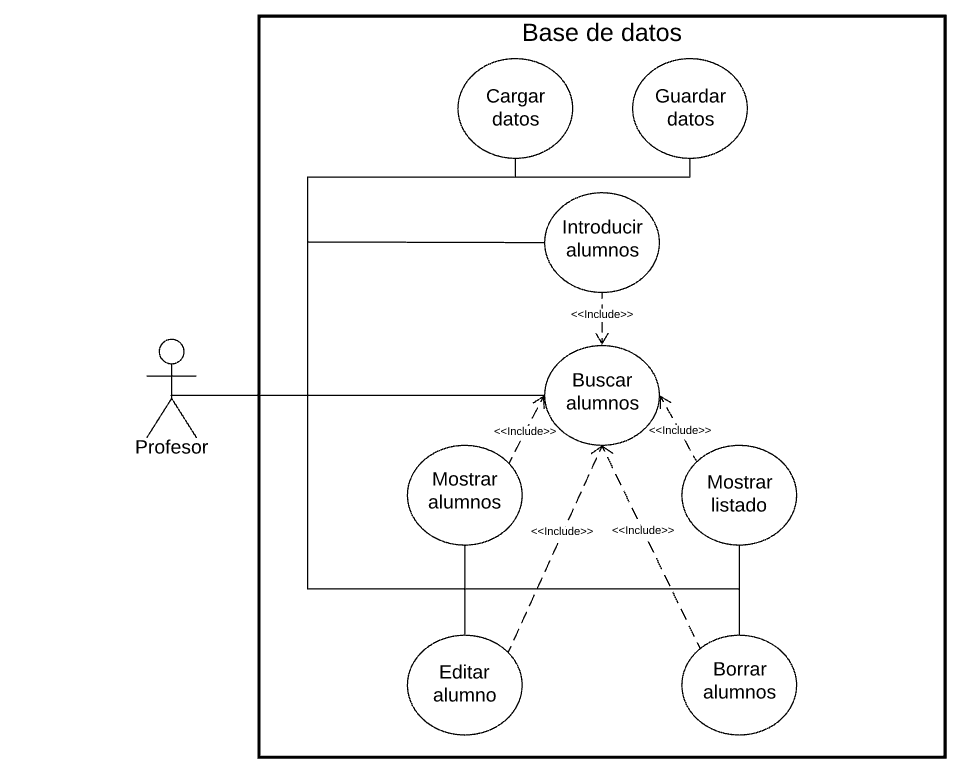 Base de datos
Cargar
datos
Guardar
datos
Introducir
alumnos
<<Include>>
Buscar
alumnos
Profesor
<<Include>>
<<Include>>
Mostrar
alumnos
Mostrar
listado
<<Include>>
<<Include>>
Editar
alumno
Borrar
alumnos